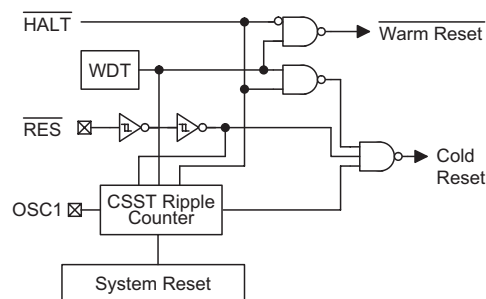 HALT
Warm Reset
WDT
RES
Cold
Reset
OSC1
CSST Ripple
Counter
System Reset